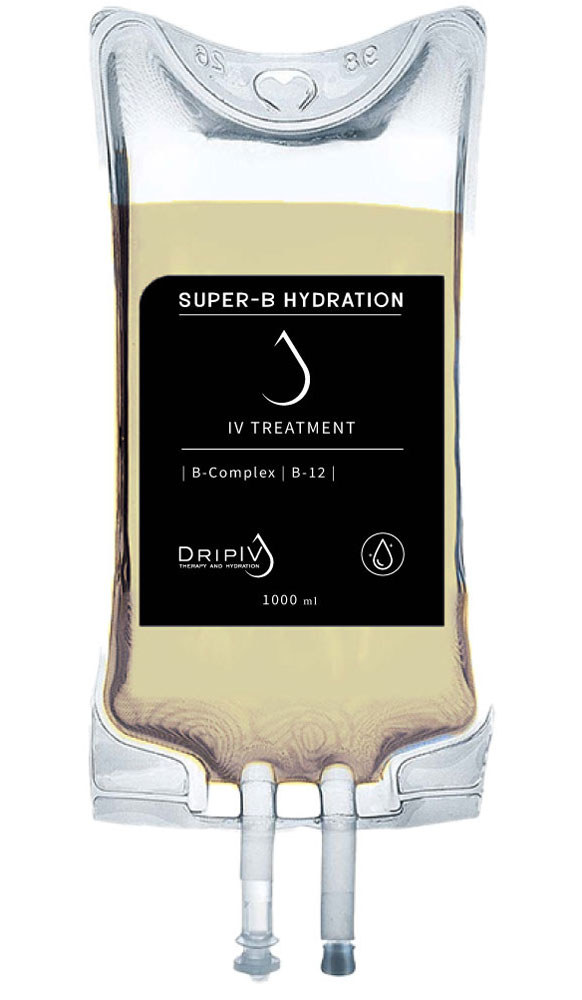 SUPER-B HYDRATION
IV TREATMENT
| B-Complex | B-12 |
DRIPIV
THERAPY AND HYDRATION
1000 ml